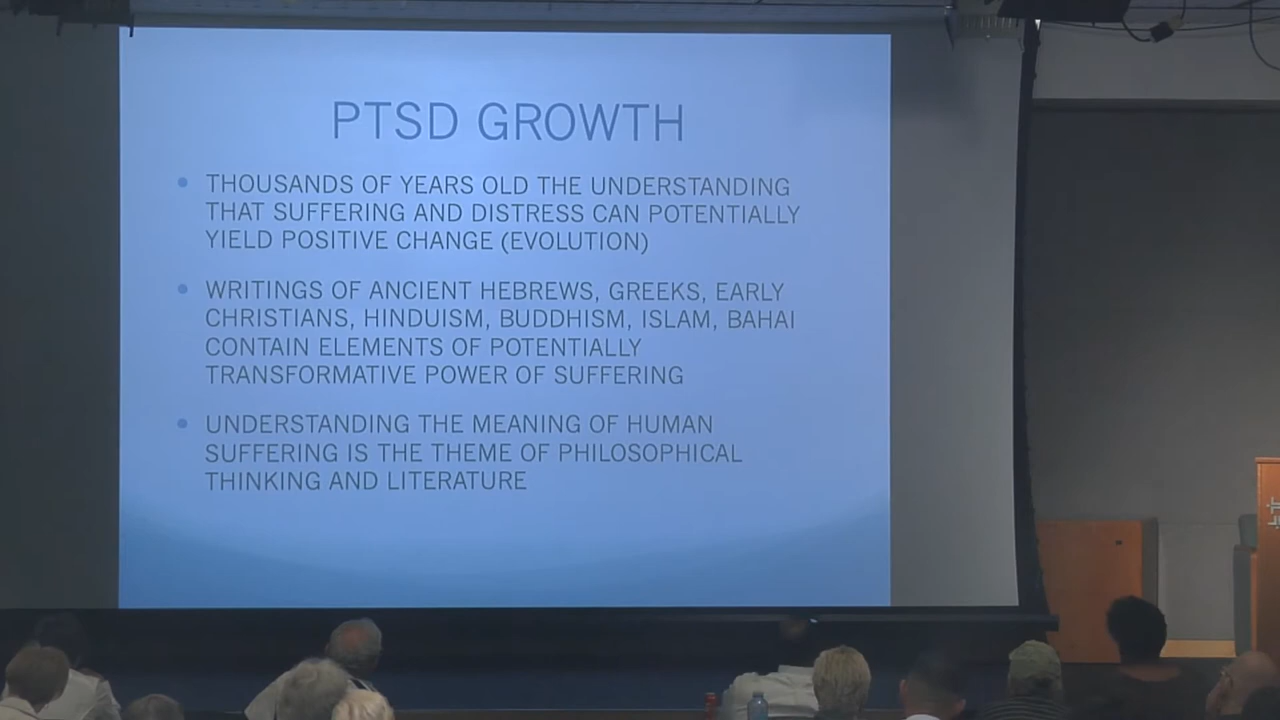 PTSD GROWTH
THOUSANDS OF YEARS OLD THE UNDERSTANDING
THAT SUFFERING AND DISTRESS CAN POTENTIALLY
YIELD POSITIVE CHANGE (EVOLUTION)
WRITINGS OF ANCIENT HEBREWS, GREEKS, EARLY
CHRISTIANS, HINDUISM, BUDDHISM, ISLAM, BAHAI
CONTAIN ELEMENTS OF POTENTIALLY
TRANSFORMATIVE POWER OF SUFFERING
UNDERSTANDING THE MEANING OF HUMAN
SUFFERING IS THE THEME OF PHILOSOPHICAL
THINKING AND LITERATURE